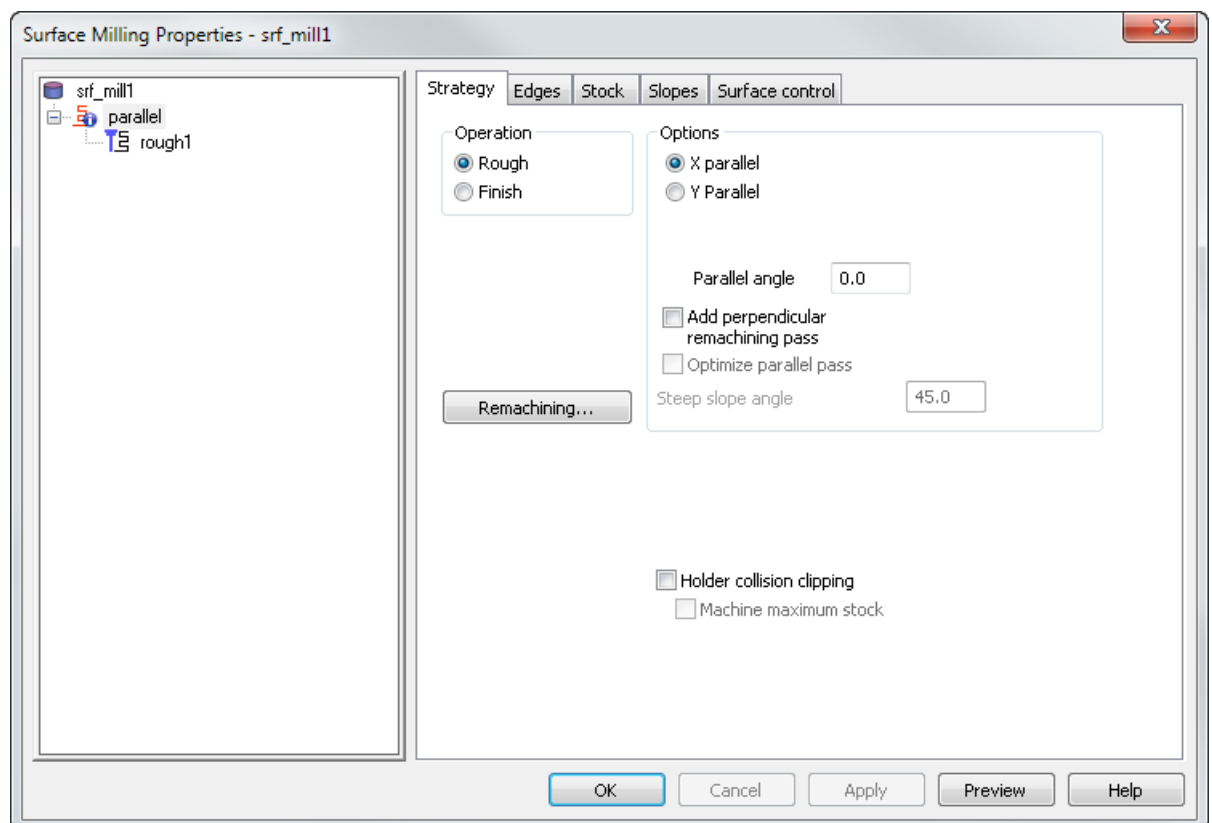 Surface Milling Properties - srf_mill1
srf_mill1
parallel
rough1
Strategy Edges Stock Slopes Surface control
Operation
Rough
Finish
Remachining...
Options
X parallel
Y Parallel
Parallel angle 0.0
Add perpendicular
remachining pass
Optimize parallel pass
Steep slope angle 45.0
Holder collision clipping
Machine maximum stock
OK Cancel Apply Preview Help